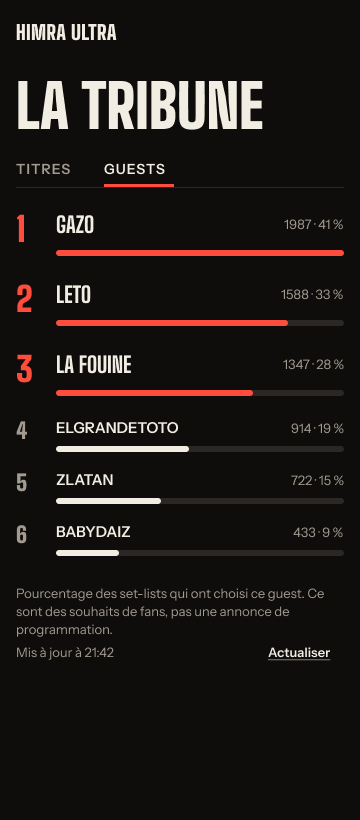 HIMRA ULTRA
LA TRIBUNE
TITRES GUESTS
1 GAZO 1987 · 41 %
2 LETO 1588 · 33 %
3 LA FOUINE 1347 · 28 %
4 ELGRANDETOTO 914 · 19 %
5 ZLATAN 722 · 15 %
6 BABYDAIZ 433 · 9 %
Pourcentage des set-lists qui ont choisi ce guest. Ce
sont des souhaits de fans, pas une annonce de
programmation.
Mis à jour à 21:42 Actualiser